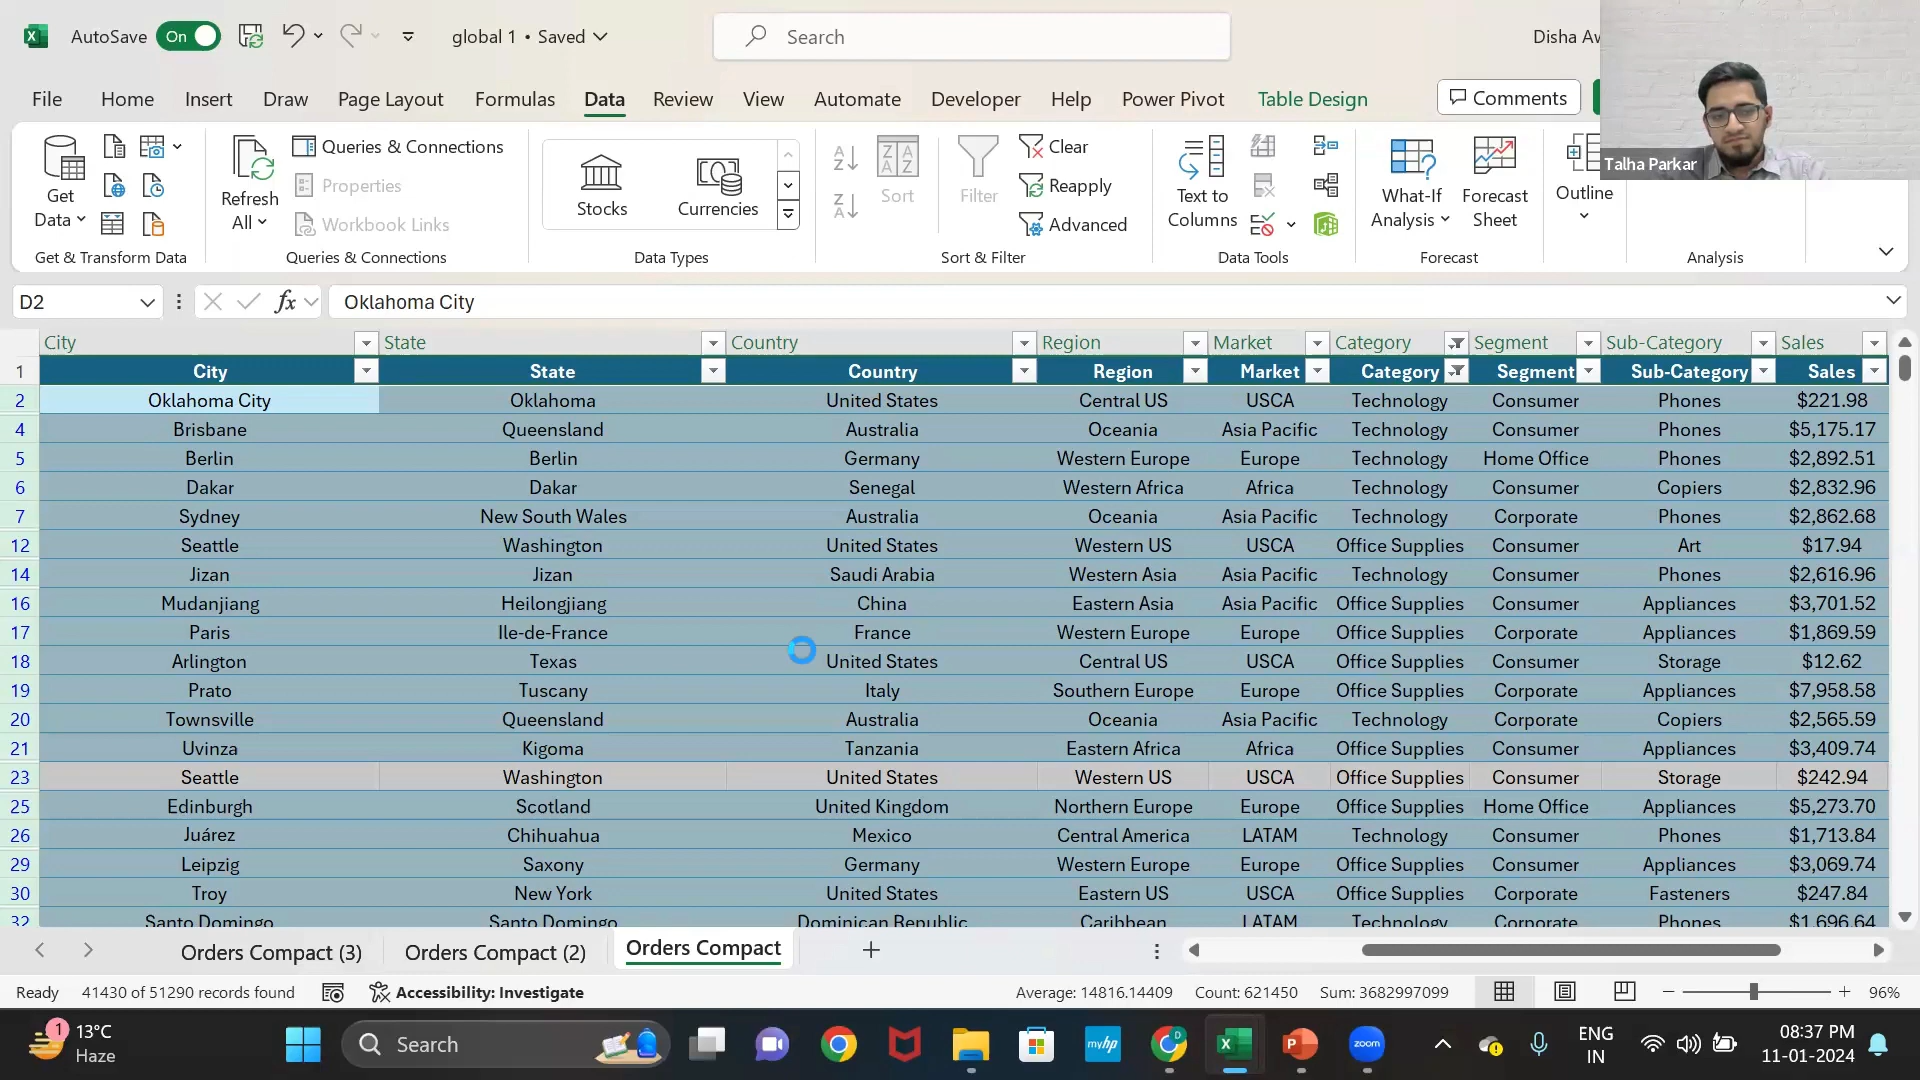 AutoSave On global 1 • Saved Search Disha Aw
File Home Insert Draw Page Layout Formulas Data Review View Automate Developer Help Power Pivot Table Design Comments
Get Data
Refresh All
Queries & Connections
Properties
Workbook Links
Stocks Currencies
Sort
Filter
Clear
Reapply
Advanced
Text to Columns
What-If Analysis
Forecast Sheet
Outline
Talha Parkar
Get & Transform Data Queries & Connections Data Types Sort & Filter Data Tools Forecast Analysis
D2 fx Oklahoma City
City State Country Region Market Category Segment Sub-Category Sales
1 City State Country Region Market Category Segment Sub-Category Sales
2 Oklahoma City Oklahoma United States Central US USCA Technology Consumer Phones $221.98
4 Brisbane Queensland Australia Oceania Asia Pacific Technology Consumer Phones $5,175.17
5 Berlin Berlin Germany Western Europe Europe Technology Home Office Phones $2,892.51
6 Dakar Dakar Senegal Western Africa Africa Technology Consumer Copiers $2,832.96
7 Sydney New South Wales Australia Oceania Asia Pacific Technology Corporate Phones $2,862.68
12 Seattle Washington United States Western US USCA Office Supplies Consumer Art $17.94
14 Jizan Jizan Saudi Arabia Western Asia Asia Pacific Technology Consumer Phones $2,616.96
16 Mudanjiang Heilongjiang China Eastern Asia Asia Pacific Office Supplies Consumer Appliances $3,701.52
17 Paris Ile-de-France France Western Europe Europe Office Supplies Corporate Appliances $1,869.59
18 Arlington Texas United States Central US USCA Office Supplies Consumer Storage $12.62
19 Prato Tuscany Italy Southern Europe Europe Office Supplies Corporate Appliances $7,958.58
20 Townsville Queensland Australia Oceania Asia Pacific Technology Corporate Copiers $2,565.59
21 Uvinza Kigoma Tanzania Eastern Africa Africa Office Supplies Consumer Appliances $3,409.74
23 Seattle Washington United States Western US USCA Office Supplies Consumer Storage $242.94
25 Edinburgh Scotland United Kingdom Northern Europe Europe Office Supplies Home Office Appliances $5,273.70
26 Juárez Chihuahua Mexico Central America LATAM Technology Consumer Phones $1,713.84
29 Leipzig Saxony Germany Western Europe Europe Office Supplies Consumer Appliances $3,069.74
30 Troy New York United States Eastern US USCA Office Supplies Corporate Fasteners $247.84
32 Santo Domingo Santo Domingo Dominican Republic Caribbean LATAM Technology Corporate Phones $1,696.64
Orders Compact (3) Orders Compact (2) Orders Compact
Ready 41430 of 51290 records found Accessibility: Investigate Average: 14816.14409 Count: 621450 Sum: 3682997099 96%
1 13°C Search myhp zoom ENG 08:37 PM
Haze IN 11-01-2024